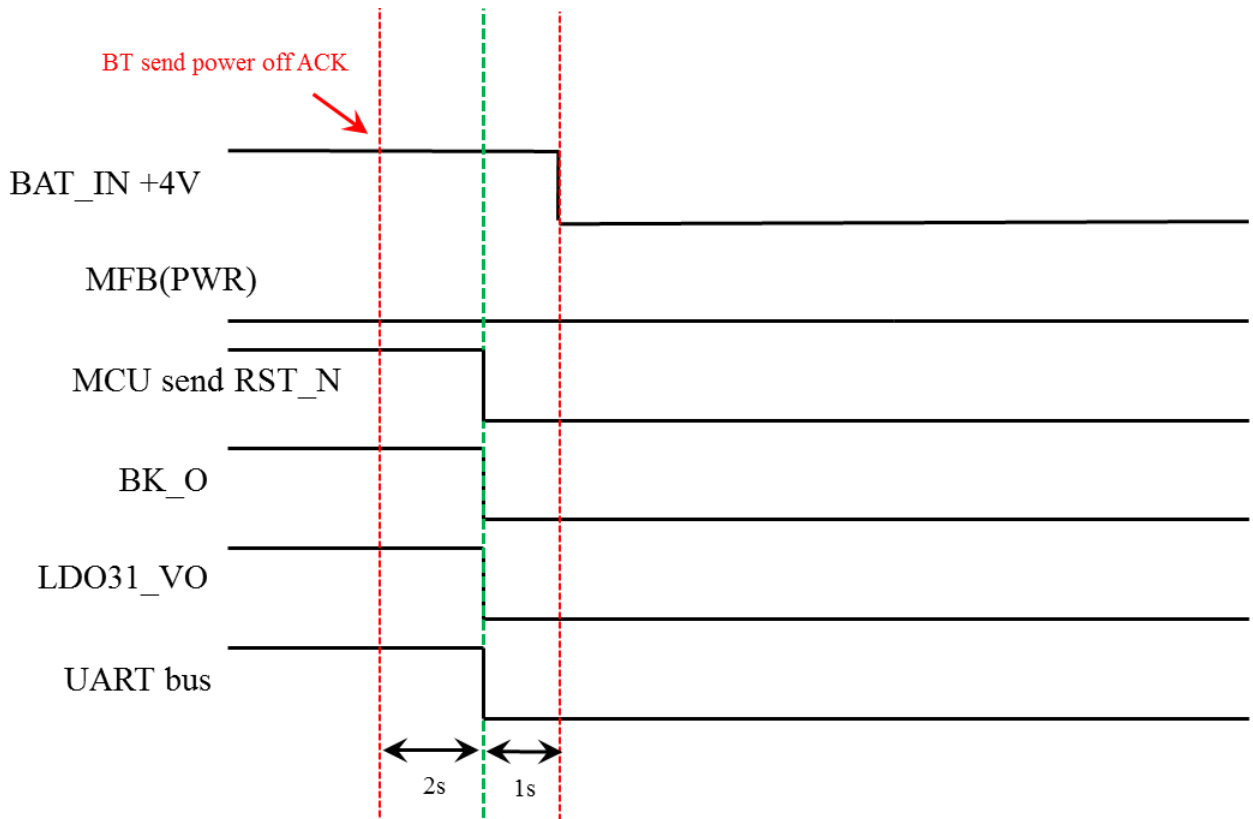 BT send power off ACK
BAT_IN +4V
MFB(PWR)
MCU send RST_N
BK_O
LDO31_VO
UART bus
2s
1s